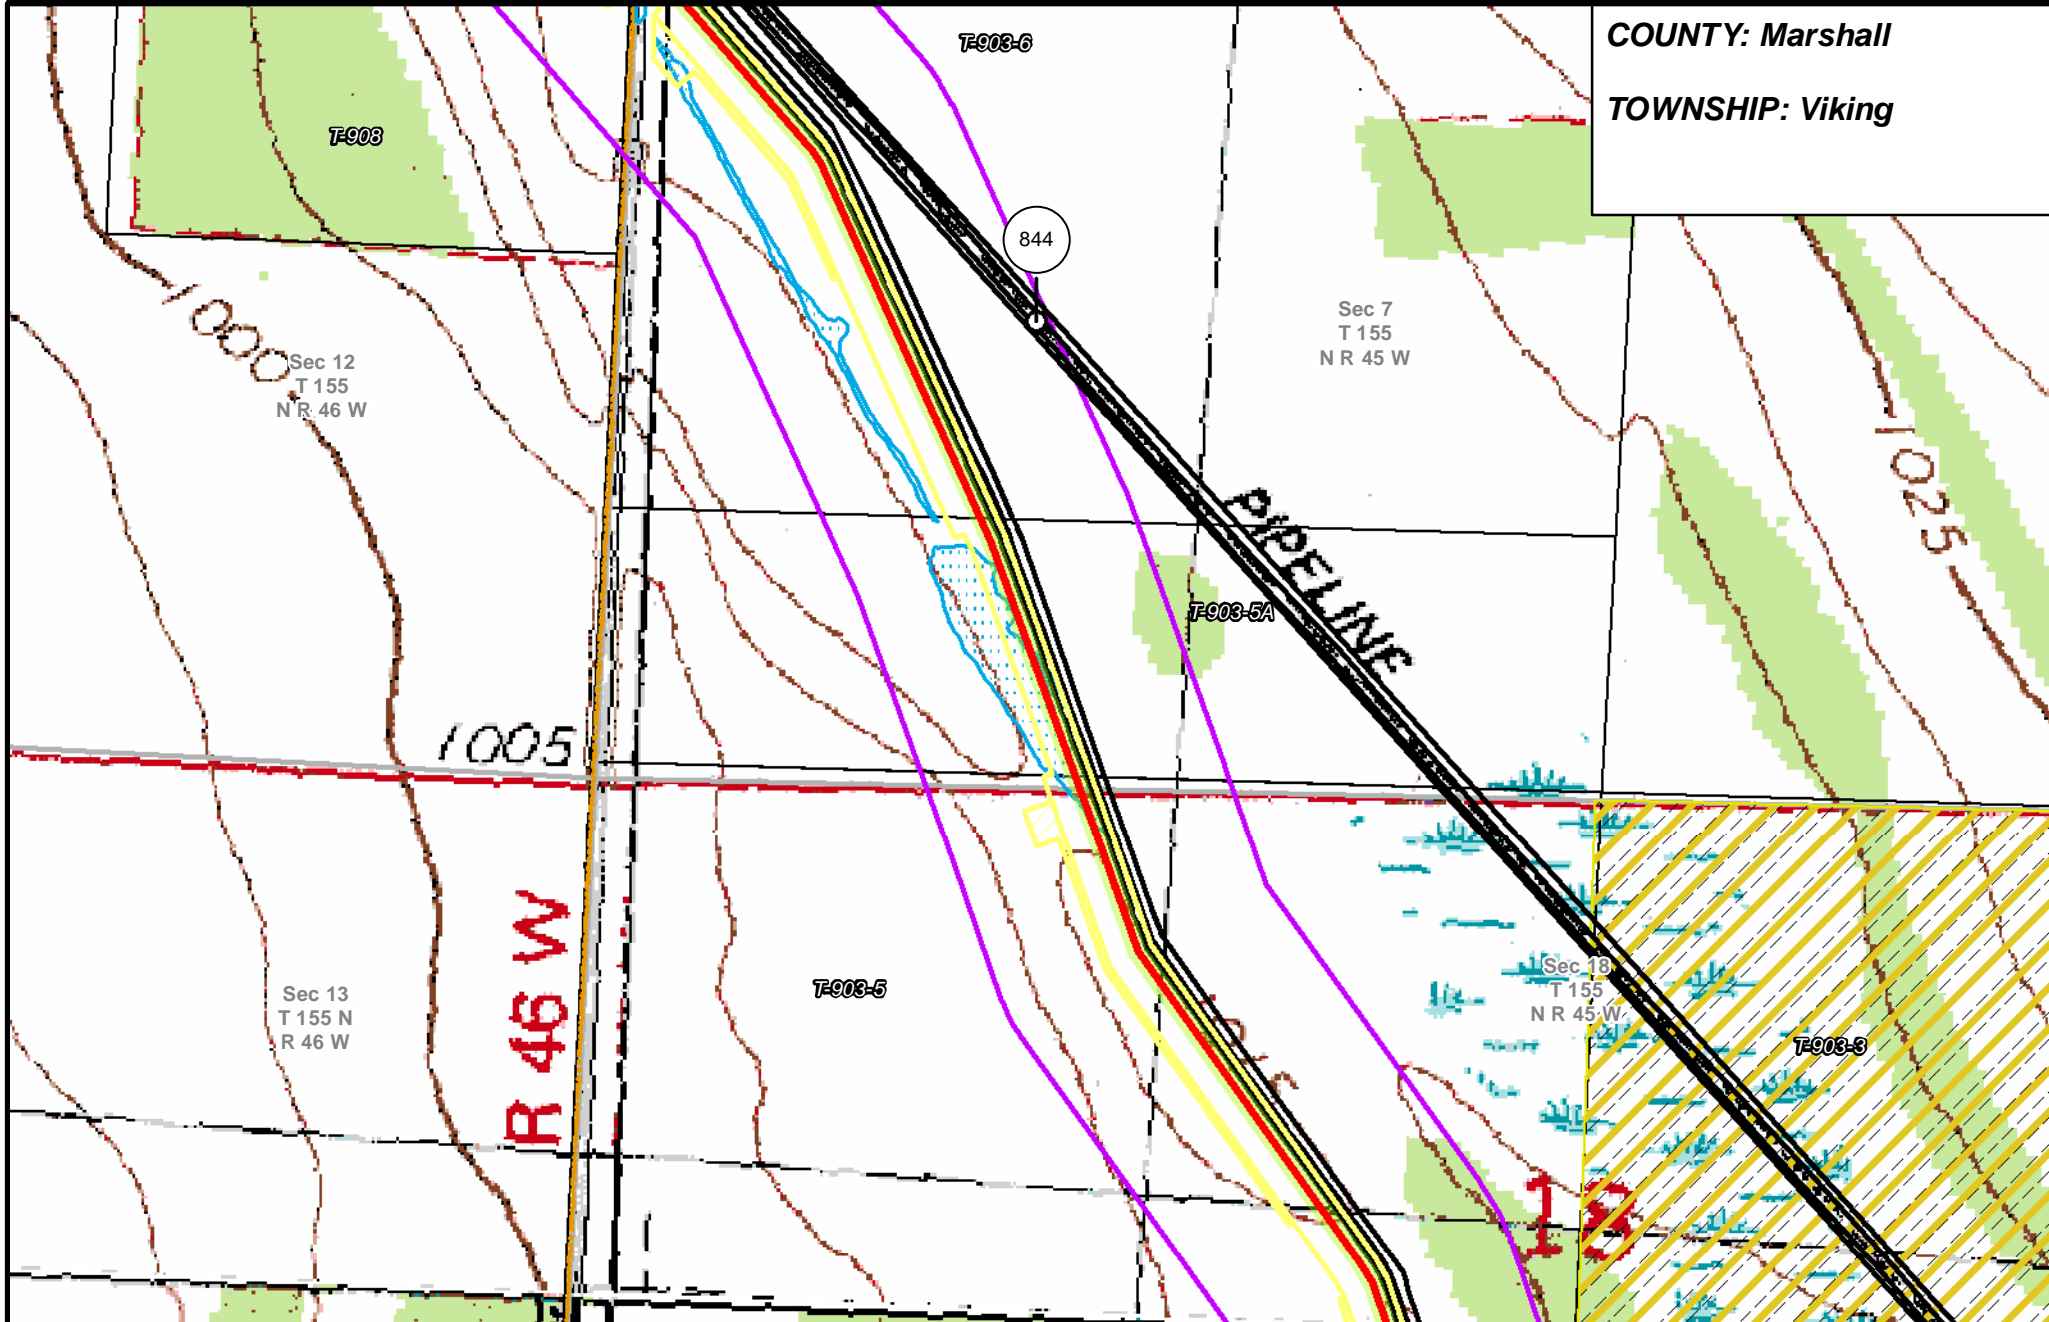 COUNTY: Marshall
TOWNSHIP: Viking
T-903-6
T-908
844
1000
Sec 12
T 155
N R 46 W
Sec 7
T 155
N R 45 W
1025
PIPELINE
T-903-5A
1005
R 46 W
Sec 13
T 155 N
R 46 W
T-903-5
Sec 18
T 155
N R 45 W
T-903-3
18